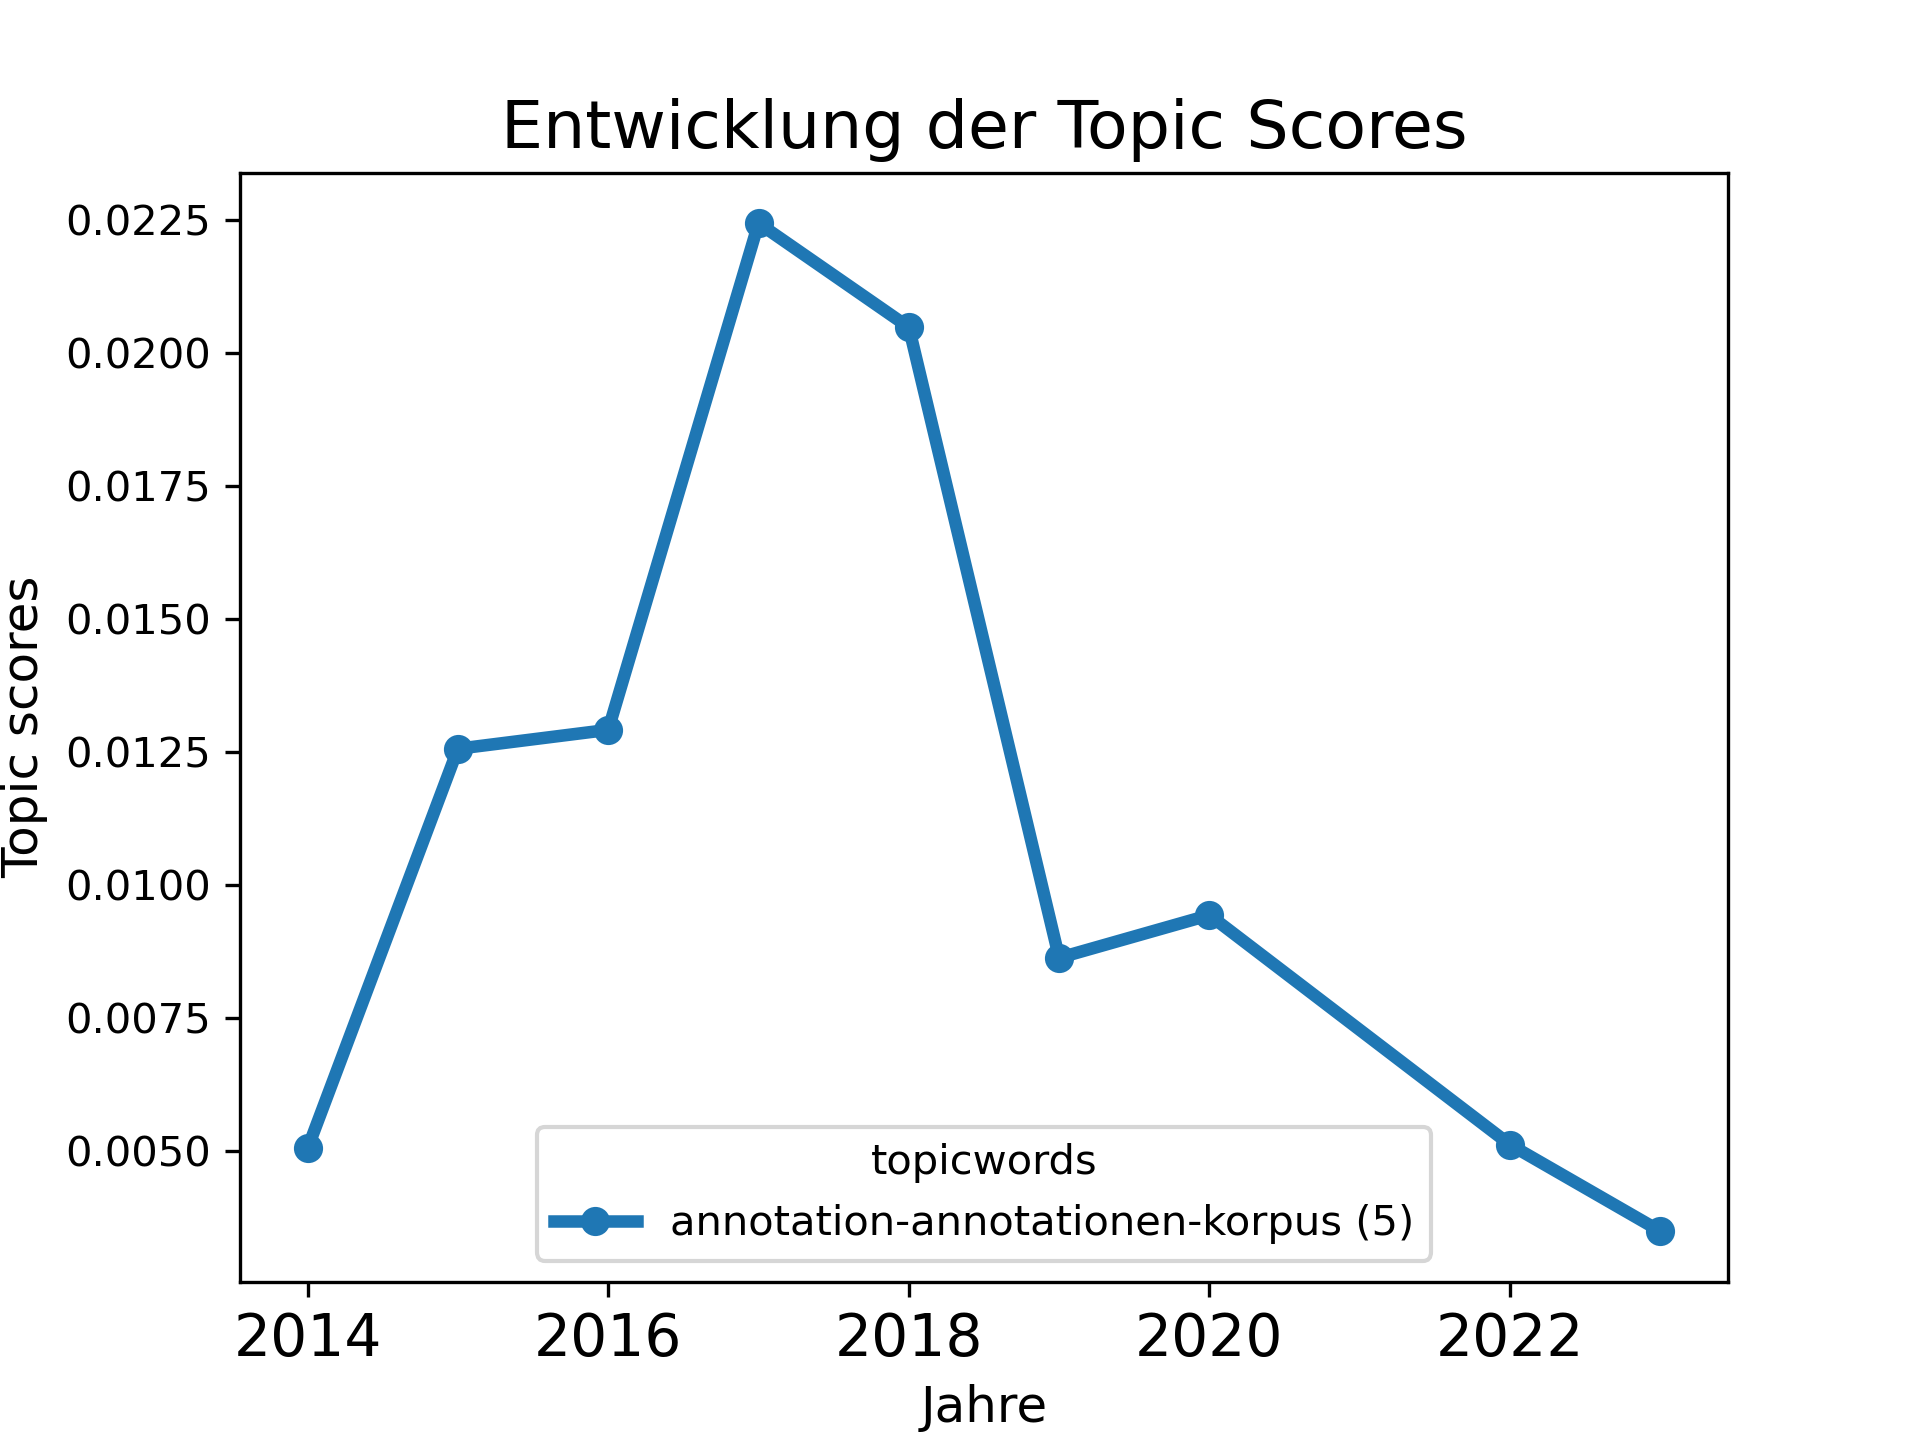 Entwicklung der Topic Scores
0.0225
0.0200
0.0175
0.0150
0.0125
0.0100
0.0075
0.0050
Topic scores
topicwords
annotation-annotationen-korpus (5)
2014 2016 2018 2020 2022
Jahre